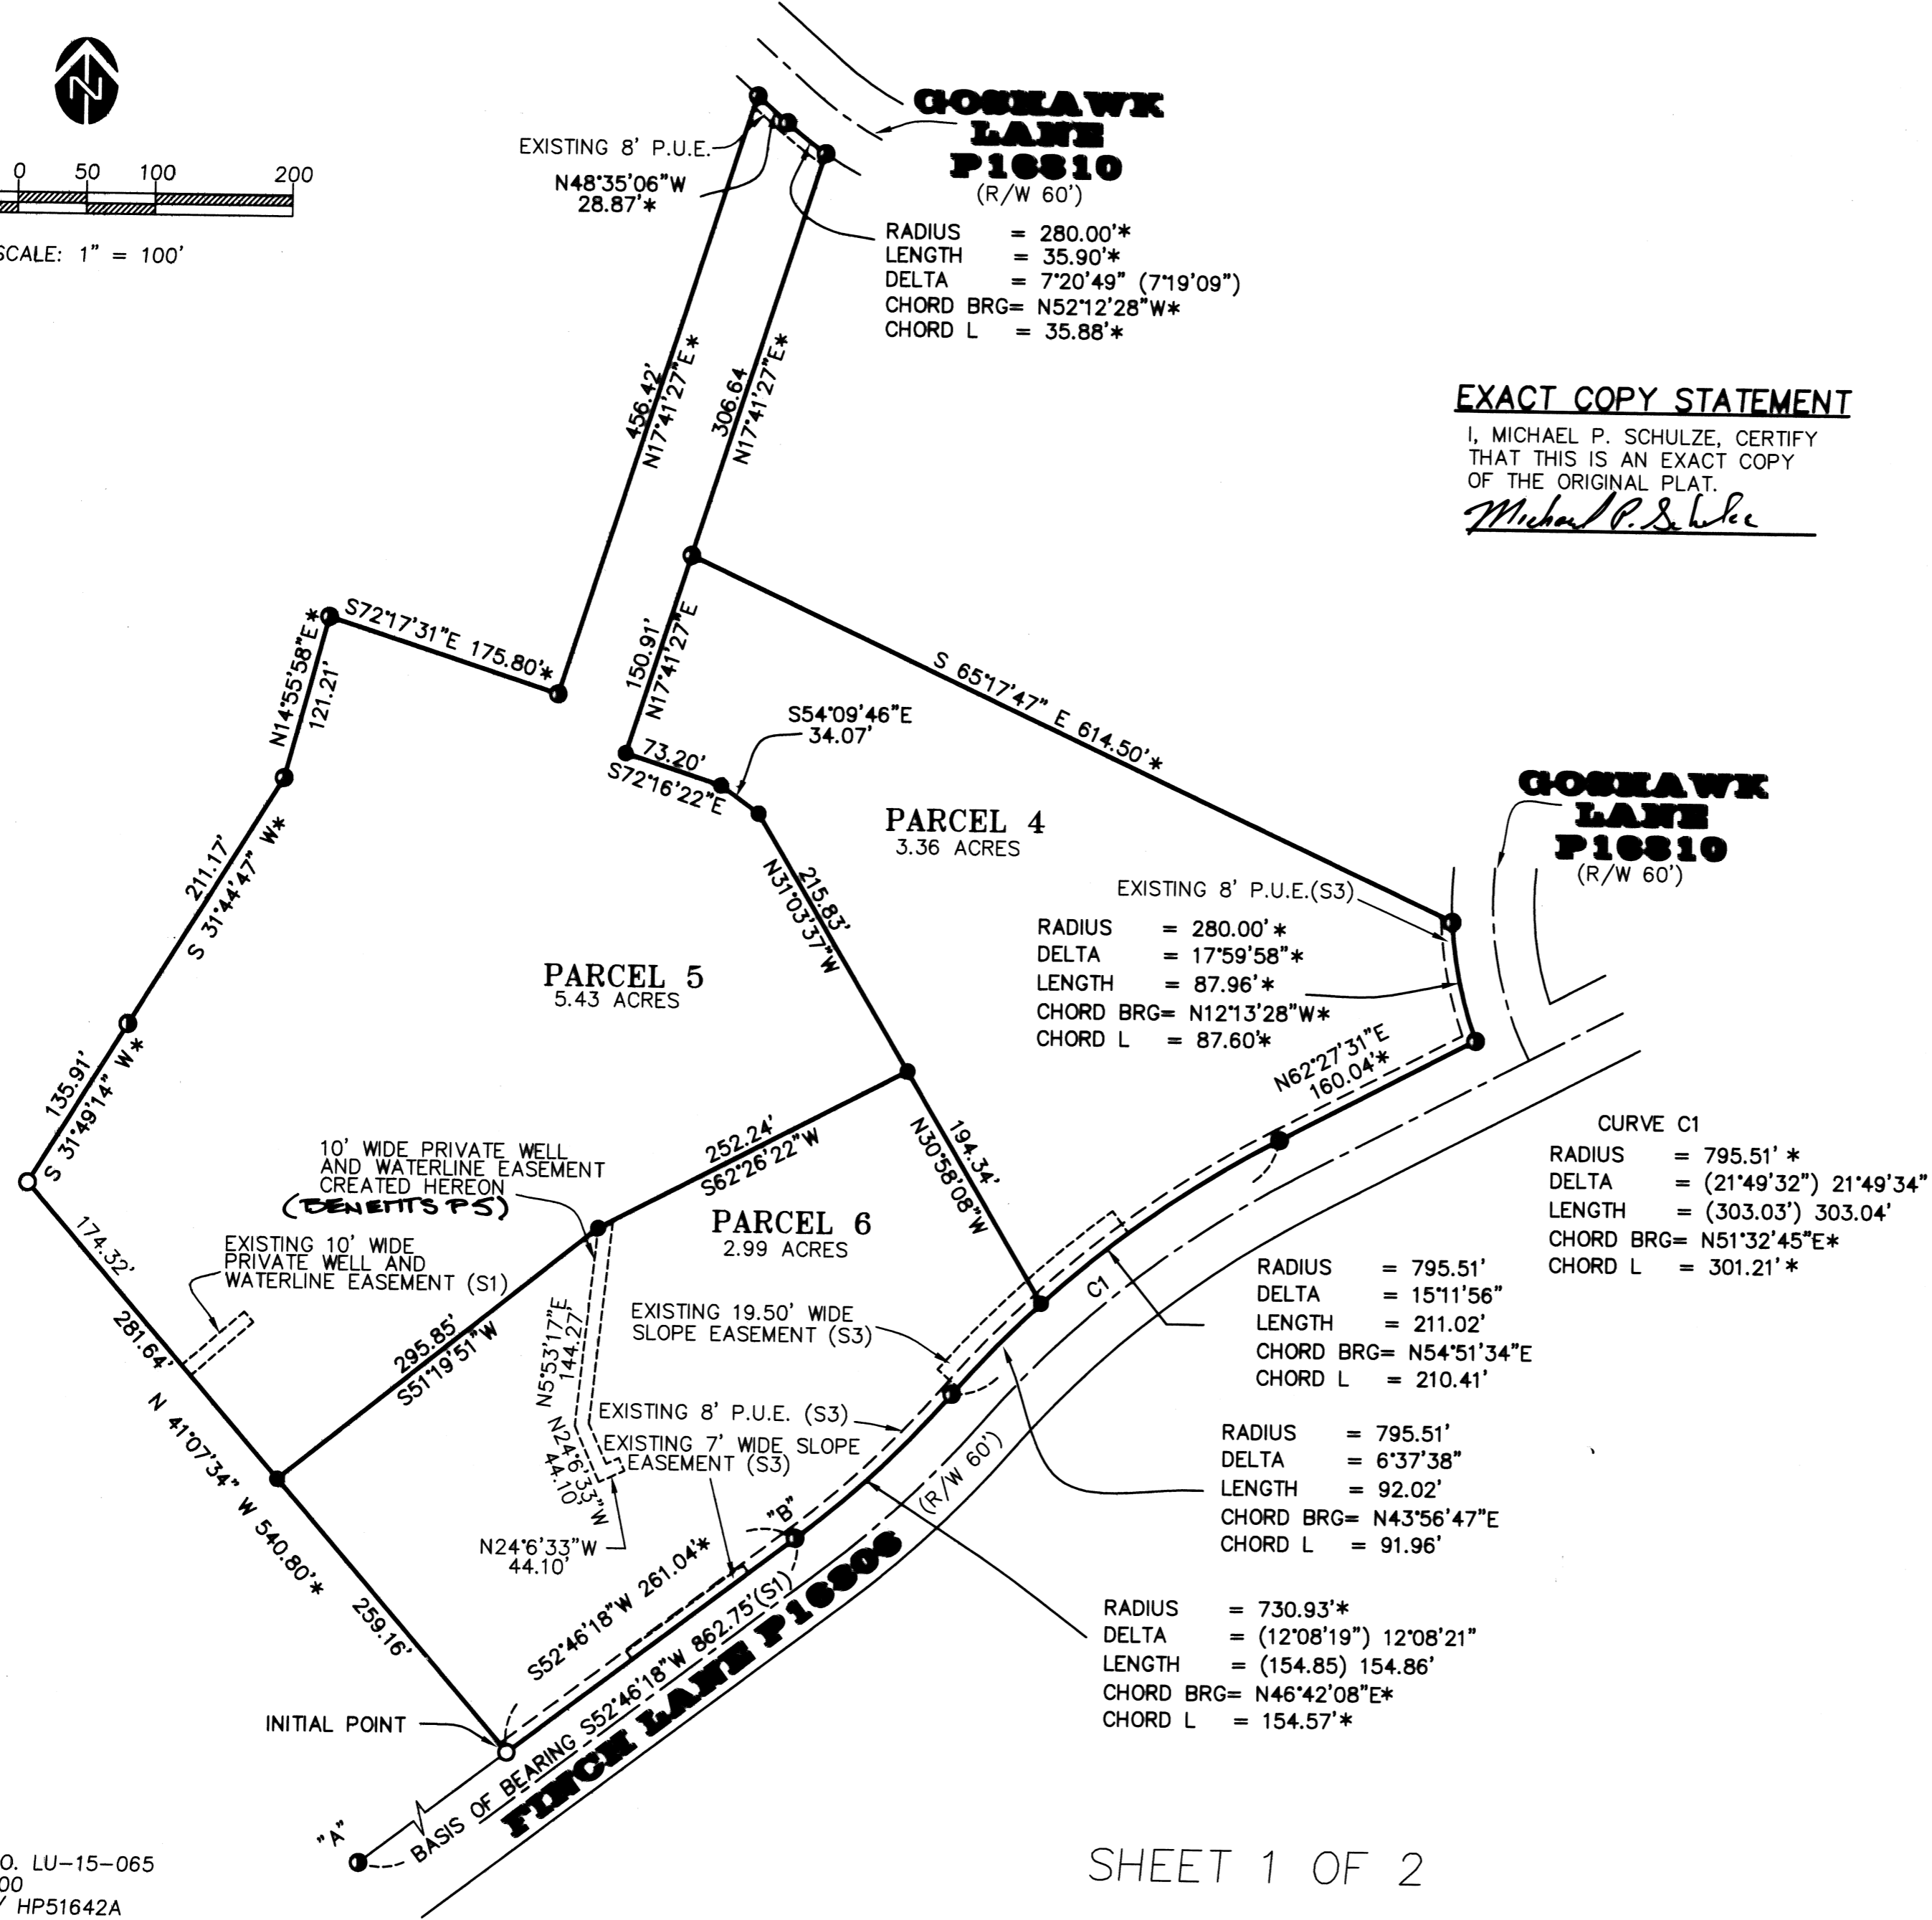 N
0 50 100 200
SCALE: 1" = 100'
GOSHAWK
LANE
P16810
(R/W 60')
EXISTING 8' P.U.E.
N48°35'06"W
28.87'*
RADIUS = 280.00'*
LENGTH = 35.90'*
DELTA = 7°20'49" (7°19'09")
CHORD BRG= N52°12'28"W*
CHORD L = 35.88'*
456.42'
N17°41'27"E*
306.64
N17°41'27"E*
EXACT COPY STATEMENT
I, MICHAEL P. SCHULZE, CERTIFY
THAT THIS IS AN EXACT COPY
OF THE ORIGINAL PLAT.
Michael P. Schulze
S72°17'31"E 175.80'*
N14°55'58"E*
121.21'
150.91'
N17°41'27"E
S 65°17'47" E 614.50'*
S54°09'46"E
34.07'
73.20'
S72°16'22"E
PARCEL 4
3.36 ACRES
GOSHAWK
LANE
P16810
(R/W 60')
211.17'
S 31°44'47" W*
215.83'
N31°03'37"W
EXISTING 8' P.U.E.(S3)
RADIUS = 280.00'*
DELTA = 17°59'58"*
LENGTH = 87.96'*
CHORD BRG= N12°13'28"W*
CHORD L = 87.60'*
PARCEL 5
5.43 ACRES
135.91'
S 31°49'14" W*
N62°27'31"E
160.04'*
CURVE C1
RADIUS = 795.51' *
DELTA = (21°49'32") 21°49'34"
LENGTH = (303.03') 303.04'
CHORD BRG= N51°32'45"E*
CHORD L = 301.21'*
10' WIDE PRIVATE WELL
AND WATERLINE EASEMENT
CREATED HEREON
(BENEFITS P5)
252.24'
S62°26'22"W
194.34'
N30°58'08"W
PARCEL 6
2.99 ACRES
174.32'
EXISTING 10' WIDE
PRIVATE WELL AND
WATERLINE EASEMENT (S1)
281.64'
N 41°07'34" W 540.80'*
295.85'
S51°19'51"W
N5°53'17"E
144.27'
N24°6'33"W
44.10'
EXISTING 19.50' WIDE
SLOPE EASEMENT (S3)
C1
RADIUS = 795.51'
DELTA = 15°11'56"
LENGTH = 211.02'
CHORD BRG= N54°51'34"E
CHORD L = 210.41'
EXISTING 8' P.U.E. (S3)
EXISTING 7' WIDE SLOPE
EASEMENT (S3)
RADIUS = 795.51'
DELTA = 6°37'38"
LENGTH = 92.02'
CHORD BRG= N43°56'47"E
CHORD L = 91.96'
(R/W 60')
"B"
N24°6'33"W
44.10'
259.16'
S52°46'18"W 261.04'*
RADIUS = 730.93'*
DELTA = (12°08'19") 12°08'21"
LENGTH = (154.85) 154.86'
CHORD BRG= N46°42'08"E*
CHORD L = 154.57'*
INITIAL POINT
BASIS OF BEARING S52°46'18"W 862.75'(S1)
FINCH LANE P16906
"A"
O. LU-15-065
00
/ HP51642A
SHEET 1 OF 2